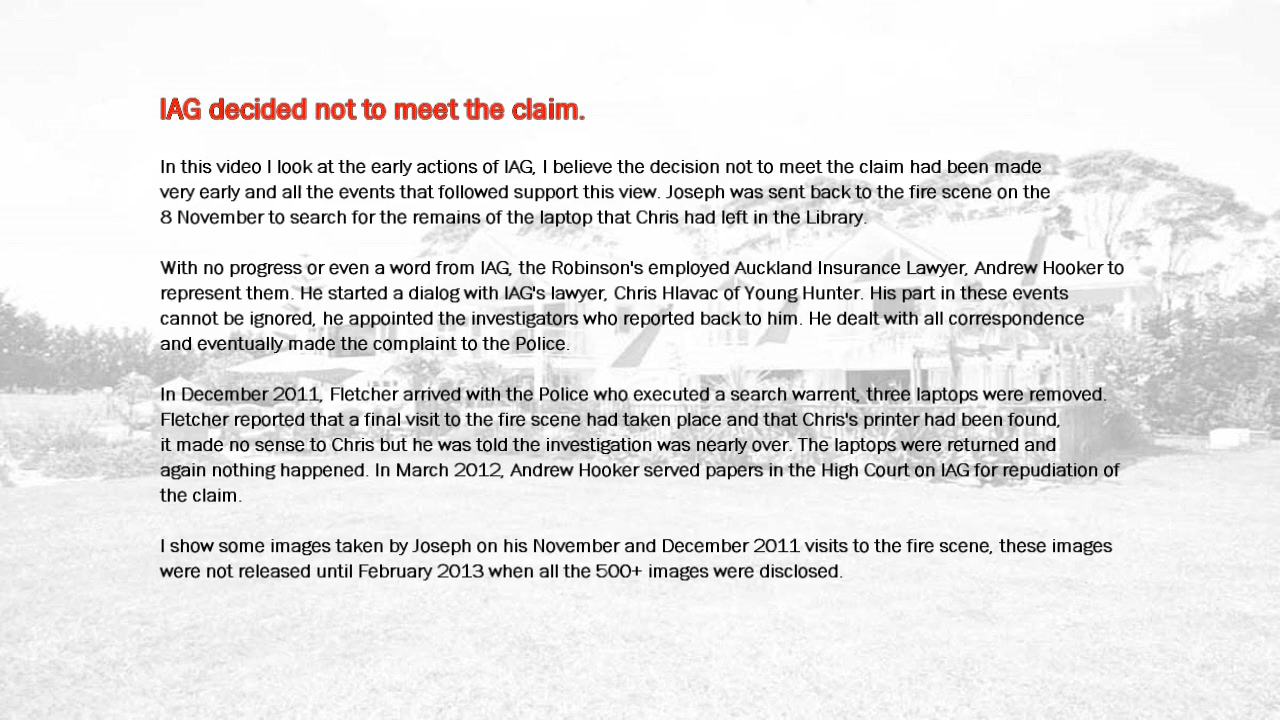 IAG decided not to meet the claim.
In this video I look at the early actions of IAG, I believe the decision not to meet the claim had been made
very early and all the events that followed support this view. Joseph was sent back to the fire scene on the
8 November to search for the remains of the laptop that Chris had left in the Library.
With no progress or even a word from IAG, the Robinson's employed Auckland Insurance Lawyer, Andrew Hooker to
represent them. He started a dialog with IAG's lawyer, Chris Hlavac of Young Hunter. His part in these events
cannot be ignored, he appointed the investigators who reported back to him. He dealt with all correspondence
and eventually made the complaint to the Police.
In December 2011, Fletcher arrived with the Police who executed a search warrent, three laptops were removed.
Fletcher reported that a final visit to the fire scene had taken place and that Chris's printer had been found,
it made no sense to Chris but he was told the investigation was nearly over. The laptops were returned and
again nothing happened. In March 2012, Andrew Hooker served papers in the High Court on IAG for repudiation of
the claim.
I show some images taken by Joseph on his November and December 2011 visits to the fire scene, these images
were not released until February 2013 when all the 500+ images were disclosed.